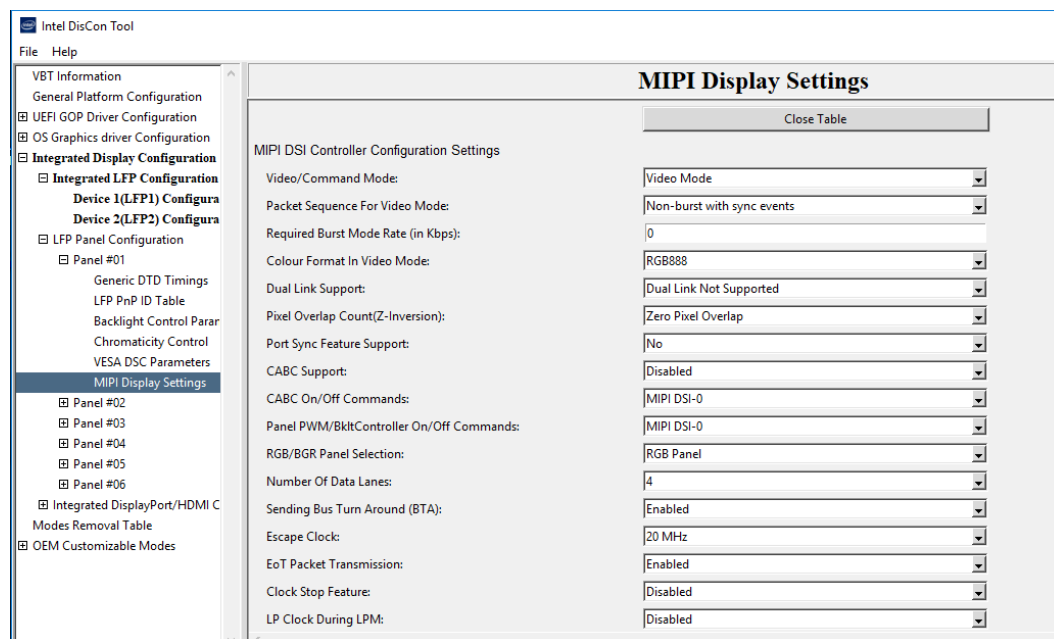 Intel DisCon Tool
File Help
VBT Information
General Platform Configuration
UEFI GOP Driver Configuration
OS Graphics driver Configuration
Integrated Display Configuration
Integrated LFP Configuration
Device 1(LFP1) Configura
Device 2(LFP2) Configura
LFP Panel Configuration
Panel #01
Generic DTD Timings
LFP PnP ID Table
Backlight Control Parar
Chromaticity Control
VESA DSC Parameters
MIPI Display Settings
Panel #02
Panel #03
Panel #04
Panel #05
Panel #06
Integrated DisplayPort/HDMI C
Modes Removal Table
OEM Customizable Modes
MIPI Display Settings
Close Table
MIPI DSI Controller Configuration Settings
Video/Command Mode: Video Mode
Packet Sequence For Video Mode: Non-burst with sync events
Required Burst Mode Rate (in Kbps): 0
Colour Format In Video Mode: RGB888
Dual Link Support: Dual Link Not Supported
Pixel Overlap Count(Z-Inversion): Zero Pixel Overlap
Port Sync Feature Support: No
CABC Support: Disabled
CABC On/Off Commands: MIPI DSI-0
Panel PWM/BkltController On/Off Commands: MIPI DSI-0
RGB/BGR Panel Selection: RGB Panel
Number Of Data Lanes: 4
Sending Bus Turn Around (BTA): Enabled
Escape Clock: 20 MHz
EoT Packet Transmission: Enabled
Clock Stop Feature: Disabled
LP Clock During LPM: Disabled